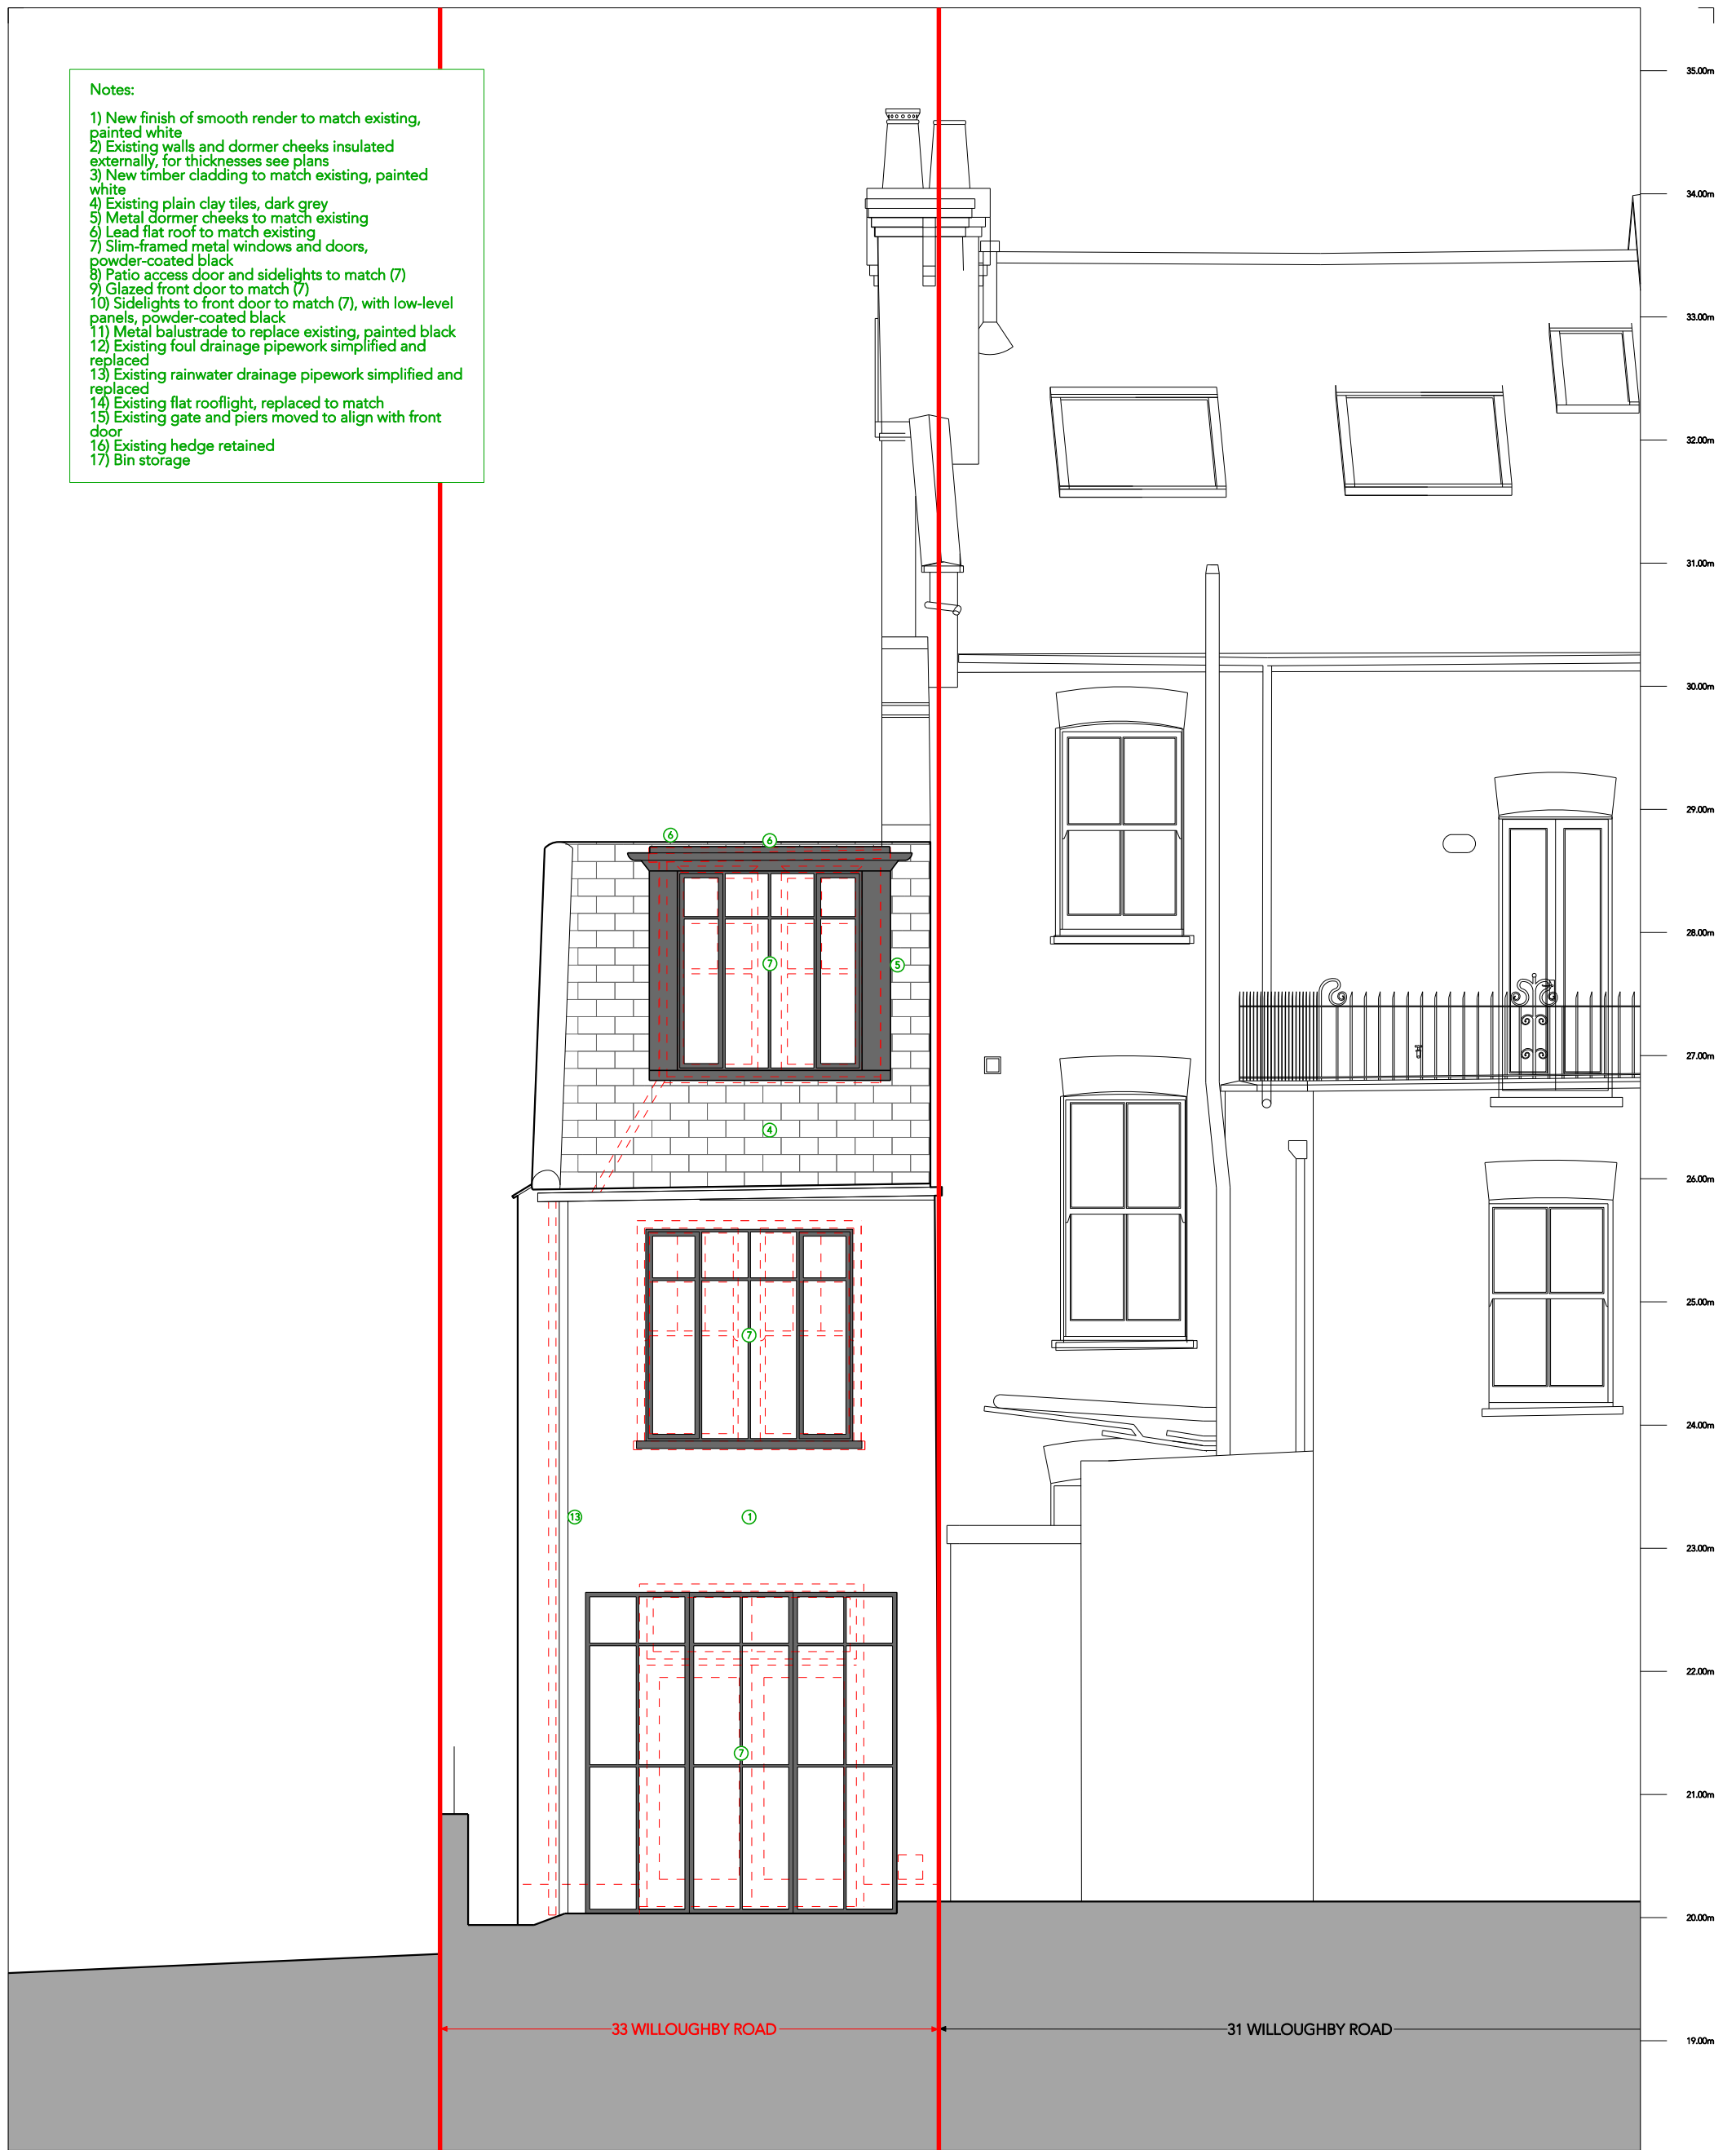 Notes:
1) New finish of smooth render to match existing,
painted white
2) Existing walls and dormer cheeks insulated
externally, for thicknesses see plans
3) New timber cladding to match existing, painted
white
4) Existing plain clay tiles, dark grey
5) Metal dormer cheeks to match existing
6) Lead flat roof to match existing
7) Slim-framed metal windows and doors,
powder-coated black
8) Patio access door and sidelights to match (7)
9) Glazed front door to match (7)
10) Sidelights to front door to match (7), with low-level
panels, powder-coated black
11) Metal balustrade to replace existing, painted black
12) Existing foul drainage pipework simplified and
replaced
13) Existing rainwater drainage pipework simplified and
replaced
14) Existing flat rooflight, replaced to match
15) Existing gate and piers moved to align with front
door
16) Existing hedge retained
17) Bin storage
35.00m
34.00m
33.00m
32.00m
31.00m
30.00m
29.00m
28.00m
27.00m
26.00m
25.00m
24.00m
23.00m
22.00m
21.00m
20.00m
19.00m
6
6
7
5
4
7
13
1
7
33 WILLOUGHBY ROAD
31 WILLOUGHBY ROAD